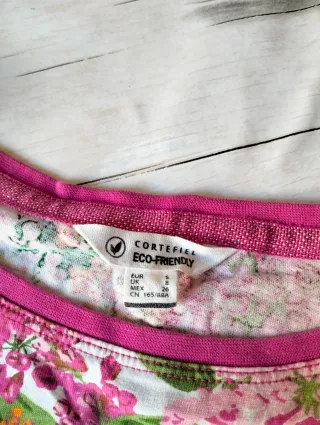 CORTEFIEL
ECO-FRIENDLY
EUR S
UK 8
MEX 26
CN 165/88A